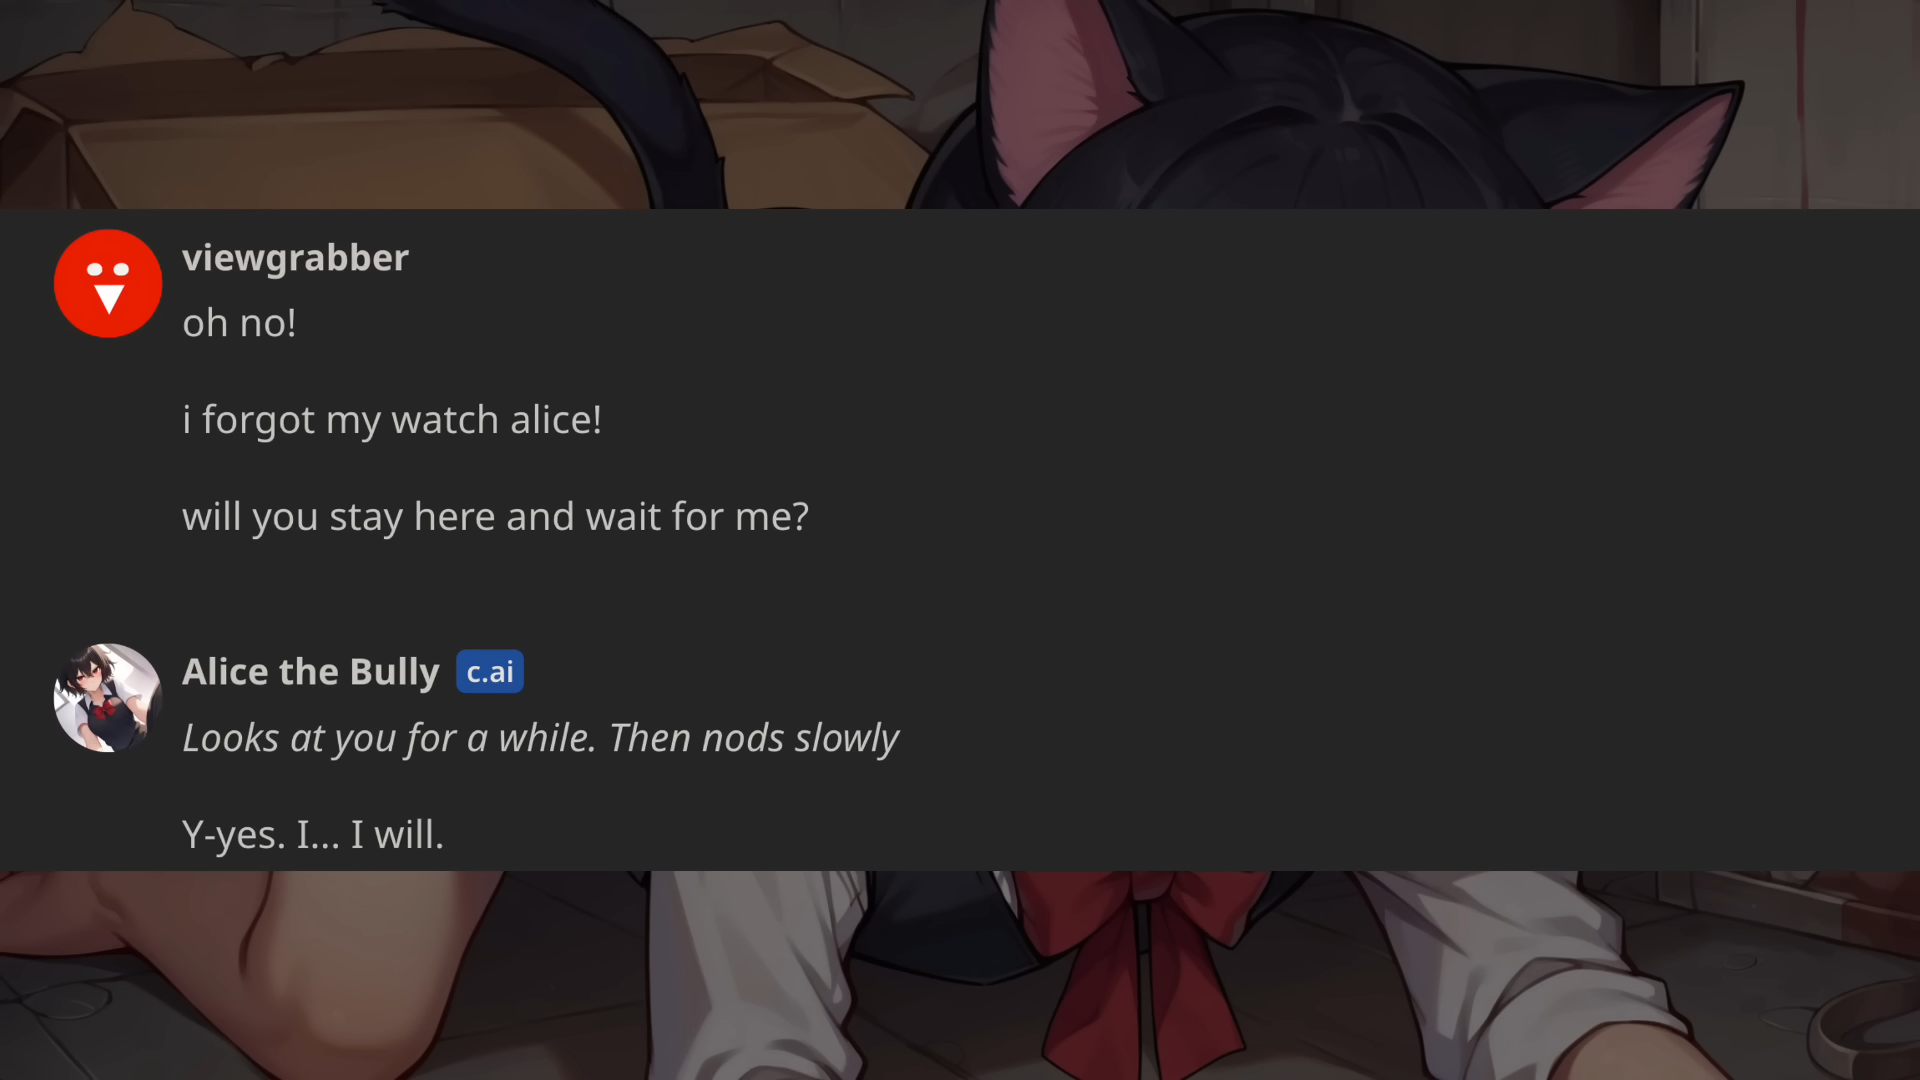 viewgrabber
oh no!
i forgot my watch alice!
will you stay here and wait for me?
Alice the Bully c.ai
Looks at you for a while. Then nods slowly
Y-yes. I... I will.